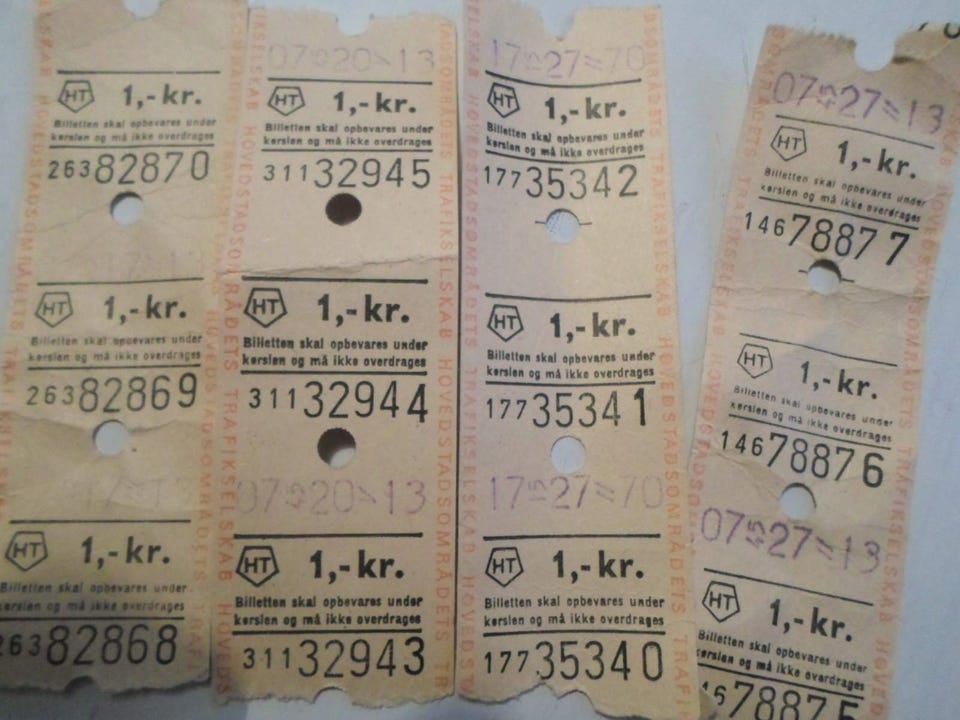 HT 1,- kr.
Billetten skal opbevares under
kørslen og må ikke overdrages
263 82870
HT 1,- kr.
Billetten skal opbevares under
kørslen og må ikke overdrages
263 82869
HT 1,- kr.
Billetten skal opbevares under
kørslen og må ikke overdrages
263 82868
HOVEDSTADSOMRÅDETS TRAFIKSELSKAB
07 20 13
HT 1,- kr.
Billetten skal opbevares under
kørslen og må ikke overdrages
311 32945
HT 1,- kr.
Billetten skal opbevares under
kørslen og må ikke overdrages
311 32944
07 20 13
HT 1,- kr.
Billetten skal opbevares under
kørslen og må ikke overdrages
311 32943
HOVEDSTADSOMRÅDETS TRAFIKSELSKAB
17 27 70
HT 1,- kr.
Billetten skal opbevares under
kørslen og må ikke overdrages
177 35342
HT 1,- kr.
Billetten skal opbevares under
kørslen og må ikke overdrages
177 35341
17 27 70
HT 1,- kr.
Billetten skal opbevares under
kørslen og må ikke overdrages
177 35340
HOVEDSTADSOMRÅDETS TRAFIKSELSKAB
07 27 13
HT 1,- kr.
Billetten skal opbevares under
kørslen og må ikke overdrages
146 78877
HT 1,- kr.
Billetten skal opbevares under
kørslen og må ikke overdrages
146 78876
07 27 13
HT 1,- kr.
Billetten skal opbevares under
kørslen og må ikke overdrages
HOVEDSTADSOMRÅDETS TRAFIKSELSKAB